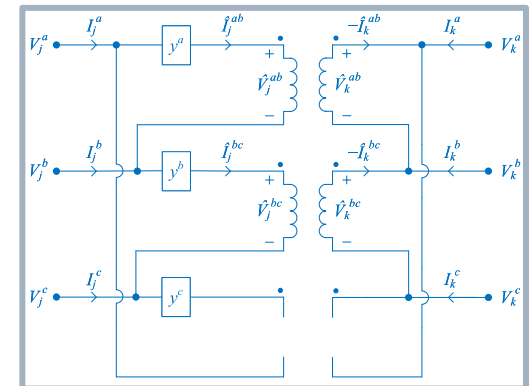 I_j^a Î_j^{ab} −Î_k^{ab} I_k^a
V_j^a y^a V_k^a
+ +
V̂_j^{ab} V̂_k^{ab}
− −
I_j^b Î_j^{bc} −Î_k^{bc} I_k^b
V_j^b y^b V_k^b
+ +
V̂_j^{bc} V̂_k^{bc}
− −
I_j^c I_k^c
V_j^c y^c V_k^c